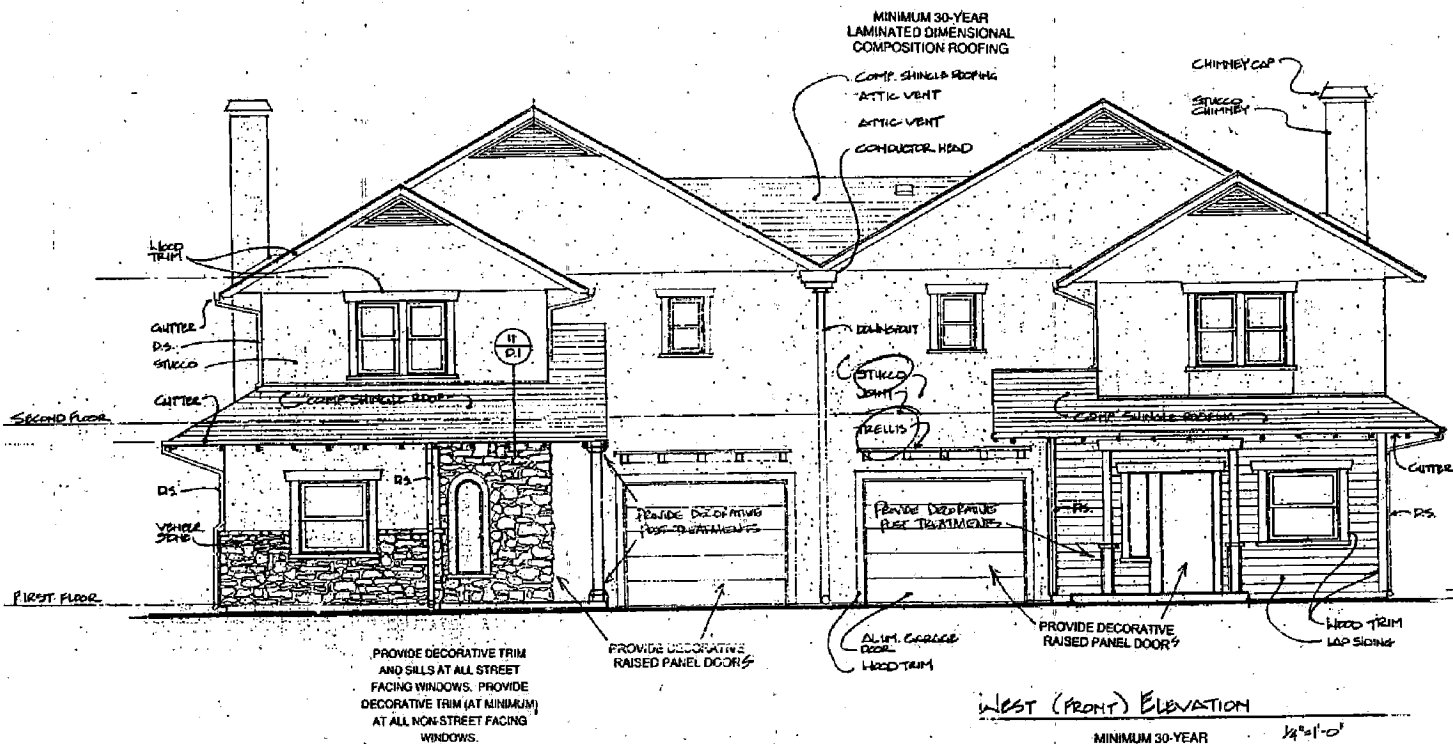 MINIMUM 30-YEAR
LAMINATED DIMENSIONAL
COMPOSITION ROOFING
COMP. SHINGLE ROOFING
ATTIC VENT
ATTIC VENT
CONDUCTOR HEAD
CHIMNEY CAP
STUCCO
CHIMNEY
WOOD
TRIM
GUTTER
D.S.
STUCCO
GUTTER
SECOND FLOOR
11
D.1
COMP. SHINGLE ROOF
DOWNSPOUT
STUCCO
JOINT
TRELLIS
COMP. SHINGLE ROOFING
GUTTER
D.S.
D.S.
VENEER
STONE
PROVIDE DECORATIVE
POST TREATMENTS
PROVIDE DECORATIVE
POST TREATMENTS
D.S.
D.S.
FIRST FLOOR
PROVIDE DECORATIVE TRIM
AND SILLS AT ALL STREET
FACING WINDOWS. PROVIDE
DECORATIVE TRIM (AT MINIMUM)
AT ALL NON-STREET FACING
WINDOWS.
PROVIDE DECORATIVE
RAISED PANEL DOORS
ALUM. GARAGE
DOOR
WOOD TRIM
PROVIDE DECORATIVE
RAISED PANEL DOORS
WOOD TRIM
LAP SIDING
WEST (FRONT) ELEVATION
1/4"=1'-0"
MINIMUM 30-YEAR